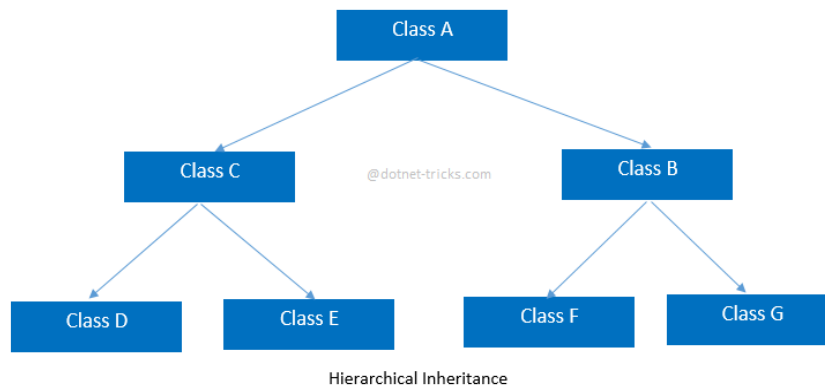 Class A
Class C
@dotnet-tricks.com
Class B
Class D
Class E
Class F
Class G
Hierarchical Inheritance